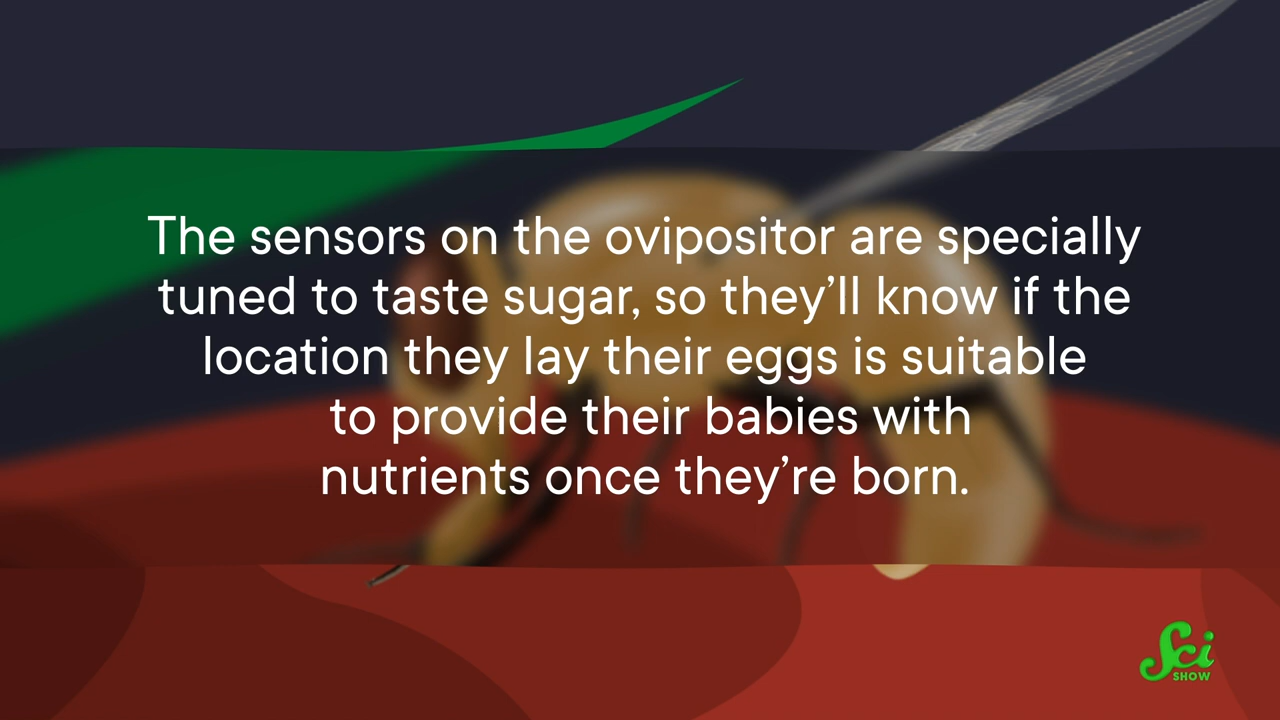 The sensors on the ovipositor are specially
tuned to taste sugar, so they’ll know if the
location they lay their eggs is suitable
to provide their babies with
nutrients once they’re born.
Sci
SHOW